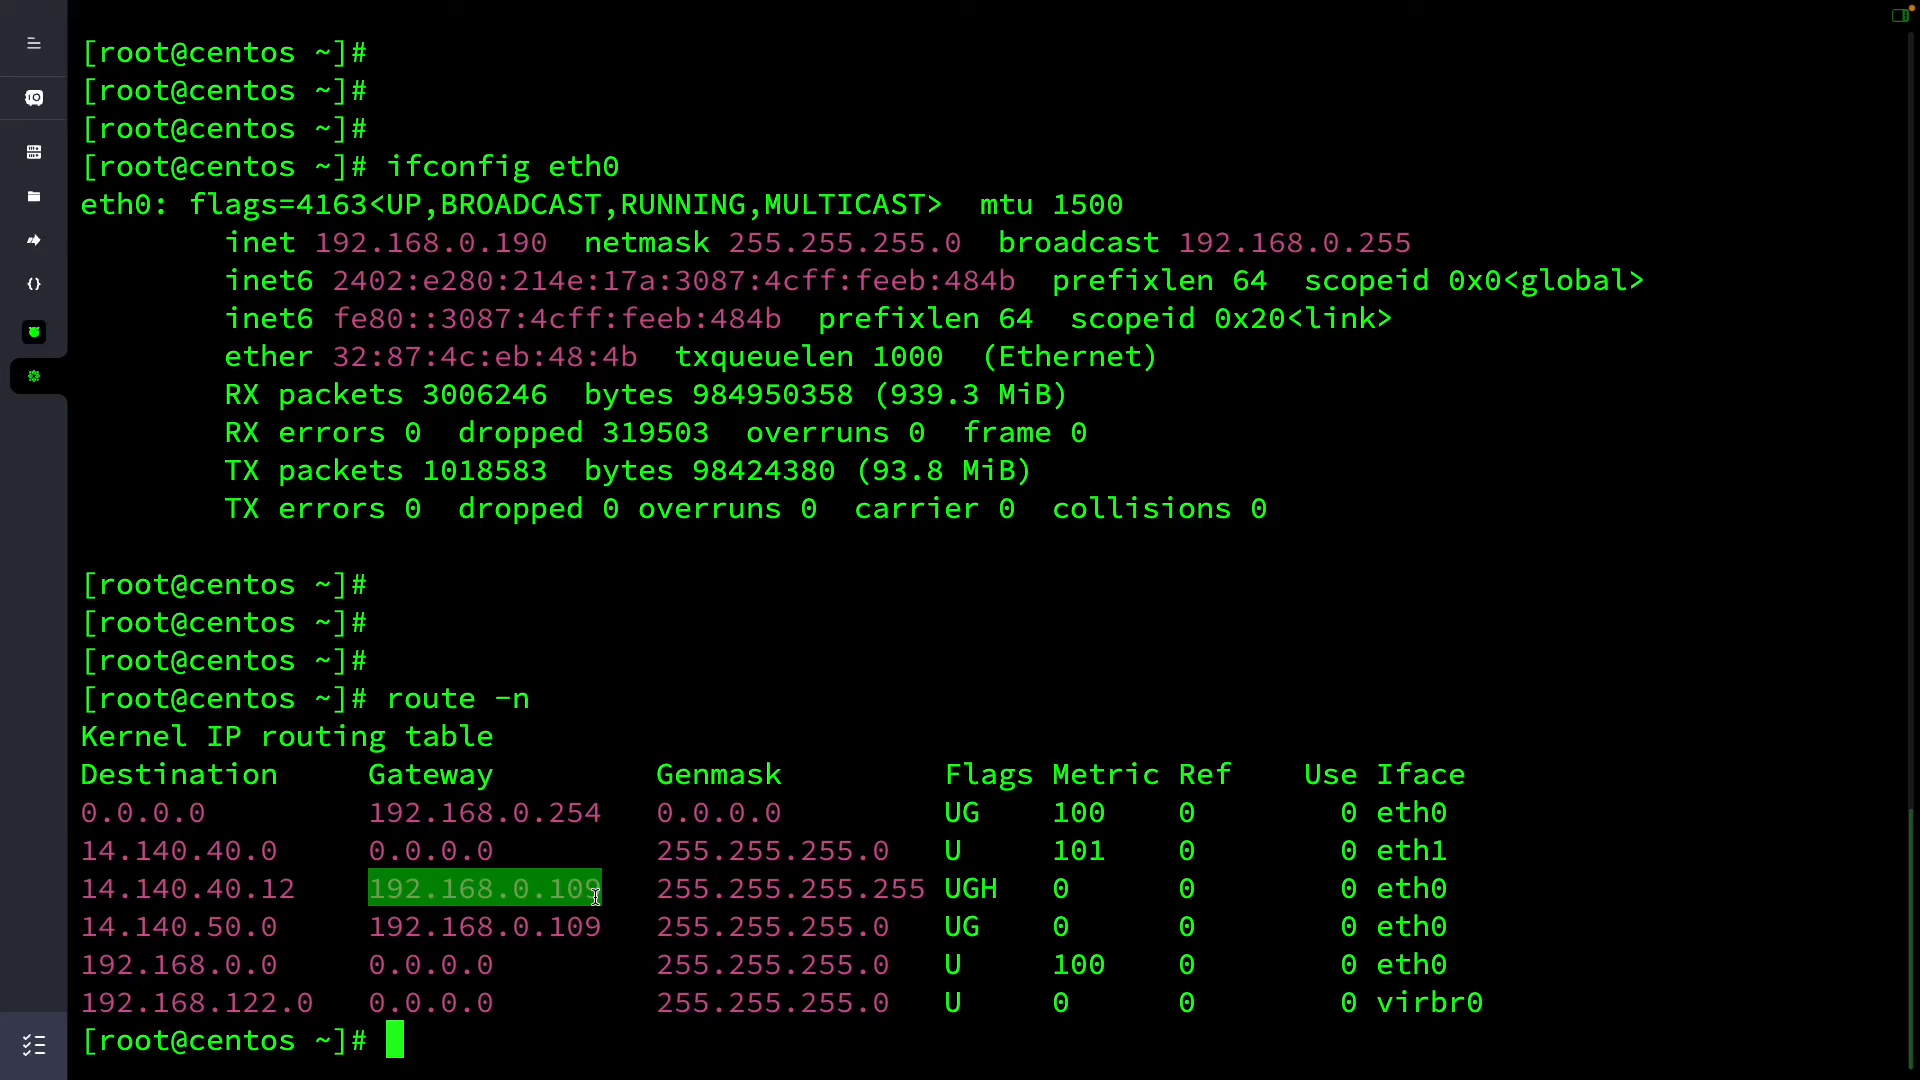 [root@centos ~]#
[root@centos ~]#
[root@centos ~]#
[root@centos ~]# ifconfig eth0
eth0: flags=4163<UP,BROADCAST,RUNNING,MULTICAST>  mtu 1500
        inet 192.168.0.190  netmask 255.255.255.0  broadcast 192.168.0.255
        inet6 2402:e280:214e:17a:3087:4cff:feeb:484b  prefixlen 64  scopeid 0x0<global>
        inet6 fe80::3087:4cff:feeb:484b  prefixlen 64  scopeid 0x20<link>
        ether 32:87:4c:eb:48:4b  txqueuelen 1000  (Ethernet)
        RX packets 3006246  bytes 984950358 (939.3 MiB)
        RX errors 0  dropped 319503  overruns 0  frame 0
        TX packets 1018583  bytes 98424380 (93.8 MiB)
        TX errors 0  dropped 0 overruns 0  carrier 0  collisions 0
[root@centos ~]#
[root@centos ~]#
[root@centos ~]#
[root@centos ~]# route -n
Kernel IP routing table
Destination     Gateway         Genmask         Flags Metric Ref    Use Iface
0.0.0.0         192.168.0.254   0.0.0.0         UG    100    0        0 eth0
14.140.40.0     0.0.0.0         255.255.255.0   U     101    0        0 eth1
14.140.40.12    192.168.0.109   255.255.255.255 UGH   0      0        0 eth0
14.140.50.0     192.168.0.109   255.255.255.0   UG    0      0        0 eth0
192.168.0.0     0.0.0.0         255.255.255.0   U     100    0        0 eth0
192.168.122.0   0.0.0.0         255.255.255.0   U     0      0        0 virbr0
[root@centos ~]#